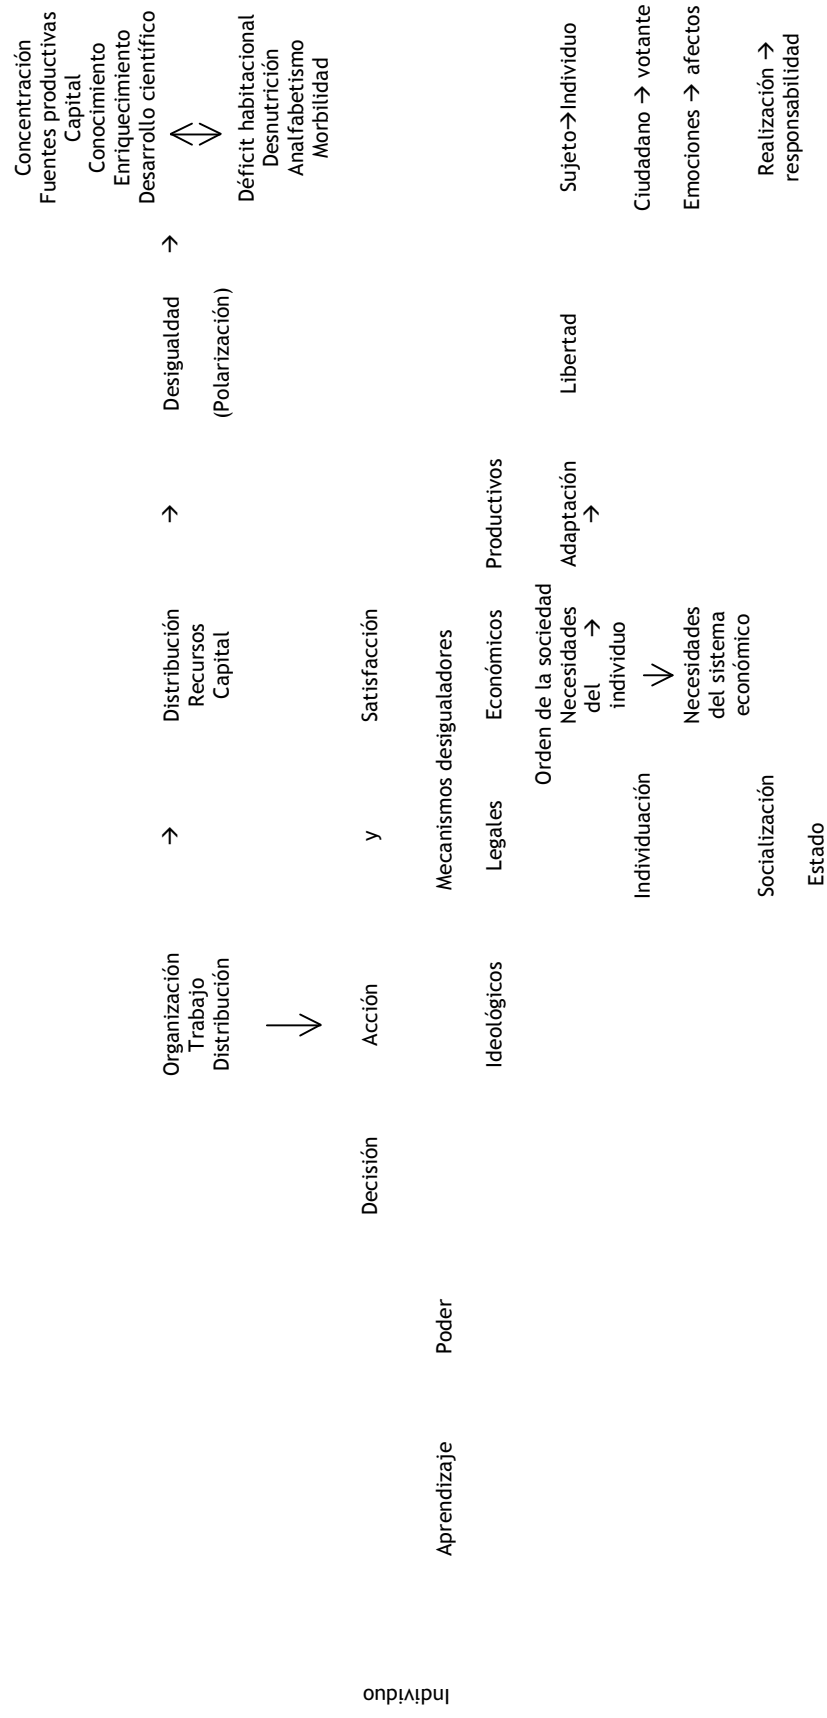 Concentración
Fuentes productivas
Capital
Conocimiento
Enriquecimiento
Desarrollo científico
Organización → Distribución → Desigualdad →
Trabajo Recursos
Distribución Capital (Polarización)
Déficit habitacional
Desnutrición
Analfabetismo
Morbilidad
Individuo
Decisión Acción y Satisfacción
Aprendizaje Poder Mecanismos desigualadores
Ideológicos Legales Económicos Productivos
Orden de la sociedad
Necesidades Adaptación Libertad Sujeto→Individuo
del → →
individuo
Individuación Ciudadano → votante
Necesidades Emociones → afectos
del sistema
económico
Socialización Realización →
responsabilidad
Estado